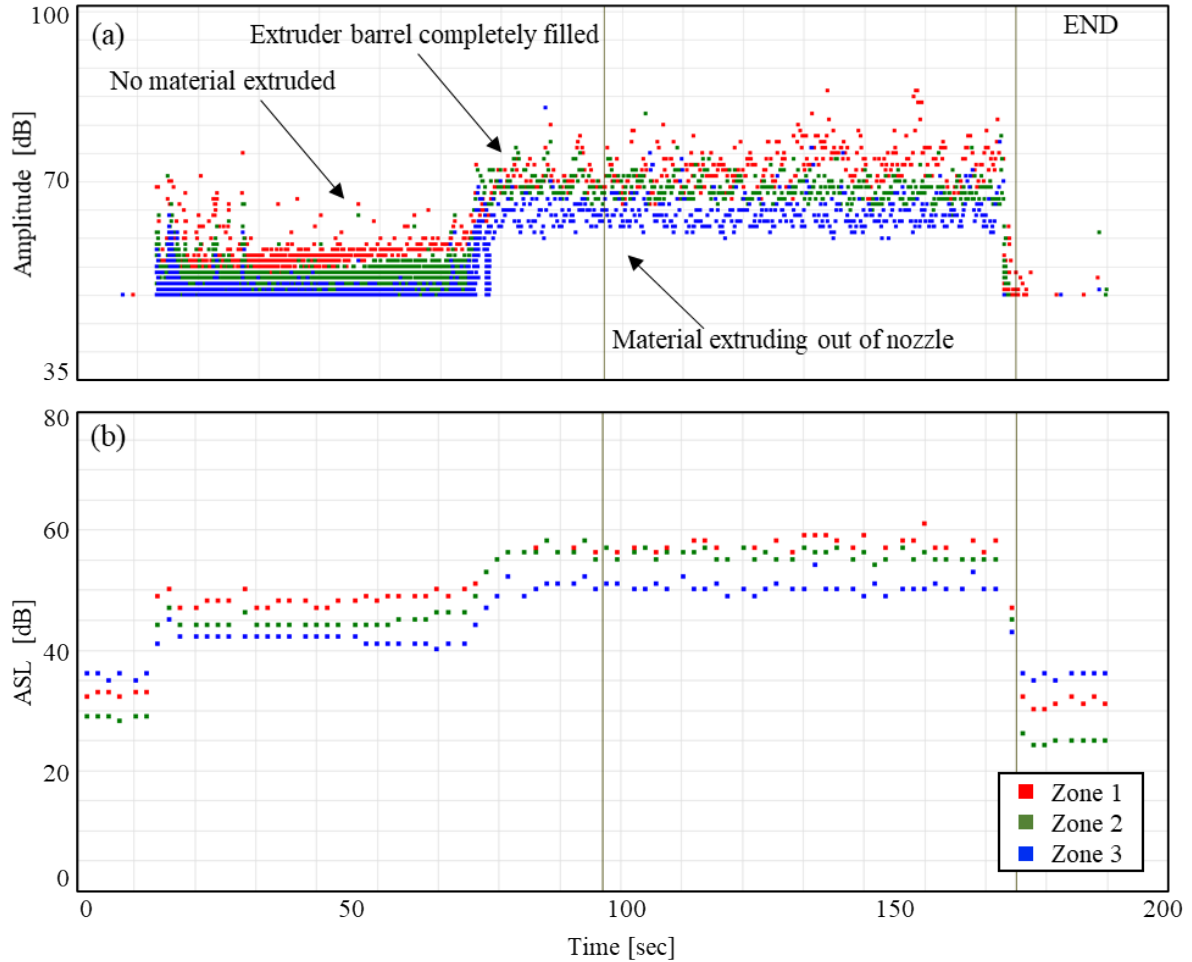 100
(a)
END
Extruder barrel completely filled
No material extruded
Amplitude [dB]
70
Material extruding out of nozzle
35
80
(b)
60
ASL [dB]
40
20
Zone 1
Zone 2
Zone 3
0
0 50 100 150 200
Time [sec]